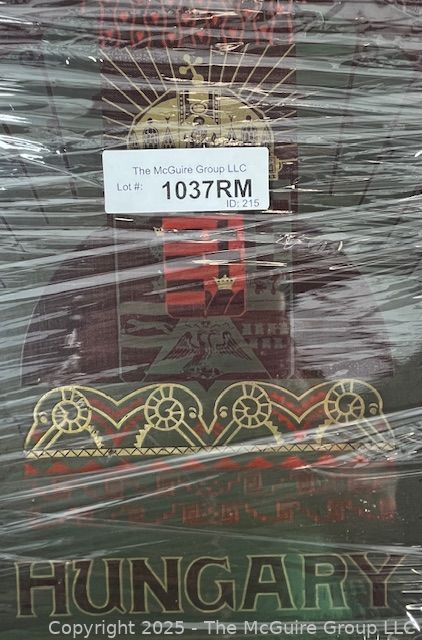 The McGuire Group LLC
Lot #: 1037RM
ID: 215
HUNGARY
Copyright © 2025 - The McGuire Group LLC